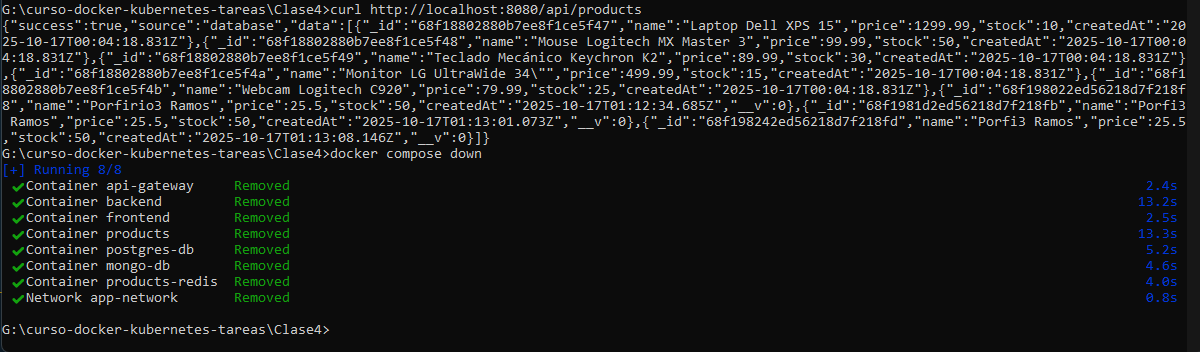 G:\curso-docker-kubernetes-tareas\Clase4>curl http://localhost:8080/api/products
{"success":true,"source":"database","data":[{"_id":"68f18802880b7ee8f1ce5f47","name":"Laptop Dell XPS 15","price":1299.99,"stock":10,"createdAt":"20
25-10-17T00:04:18.831Z"},{"_id":"68f18802880b7ee8f1ce5f48","name":"Mouse Logitech MX Master 3","price":99.99,"stock":50,"createdAt":"2025-10-17T00:0
4:18.831Z"},{"_id":"68f18802880b7ee8f1ce5f49","name":"Teclado Mecánico Keychron K2","price":89.99,"stock":30,"createdAt":"2025-10-17T00:04:18.831Z"}
,{"_id":"68f18802880b7ee8f1ce5f4a","name":"Monitor LG UltraWide 34\"","price":499.99,"stock":15,"createdAt":"2025-10-17T00:04:18.831Z"},{"_id":"68f1
8802880b7ee8f1ce5f4b","name":"Webcam Logitech C920","price":79.99,"stock":25,"createdAt":"2025-10-17T00:04:18.831Z"},{"_id":"68f198022ed56218d7f218f
8","name":"Porfirio3 Ramos","price":25.5,"stock":50,"createdAt":"2025-10-17T01:12:34.685Z","__v":0},{"_id":"68f1981d2ed56218d7f218fb","name":"Porfi3
 Ramos","price":25.5,"stock":50,"createdAt":"2025-10-17T01:13:01.073Z","__v":0},{"_id":"68f198242ed56218d7f218fd","name":"Porfi3 Ramos","price":25.5
,"stock":50,"createdAt":"2025-10-17T01:13:08.146Z","__v":0}]}
G:\curso-docker-kubernetes-tareas\Clase4>docker compose down
[+] Running 8/8
✔Container api-gateway Removed 2.4s
✔Container backend Removed 13.2s
✔Container frontend Removed 2.5s
✔Container products Removed 13.3s
✔Container postgres-db Removed 5.2s
✔Container mongo-db Removed 4.6s
✔Container products-redis Removed 4.0s
✔Network app-network Removed 0.8s
G:\curso-docker-kubernetes-tareas\Clase4>